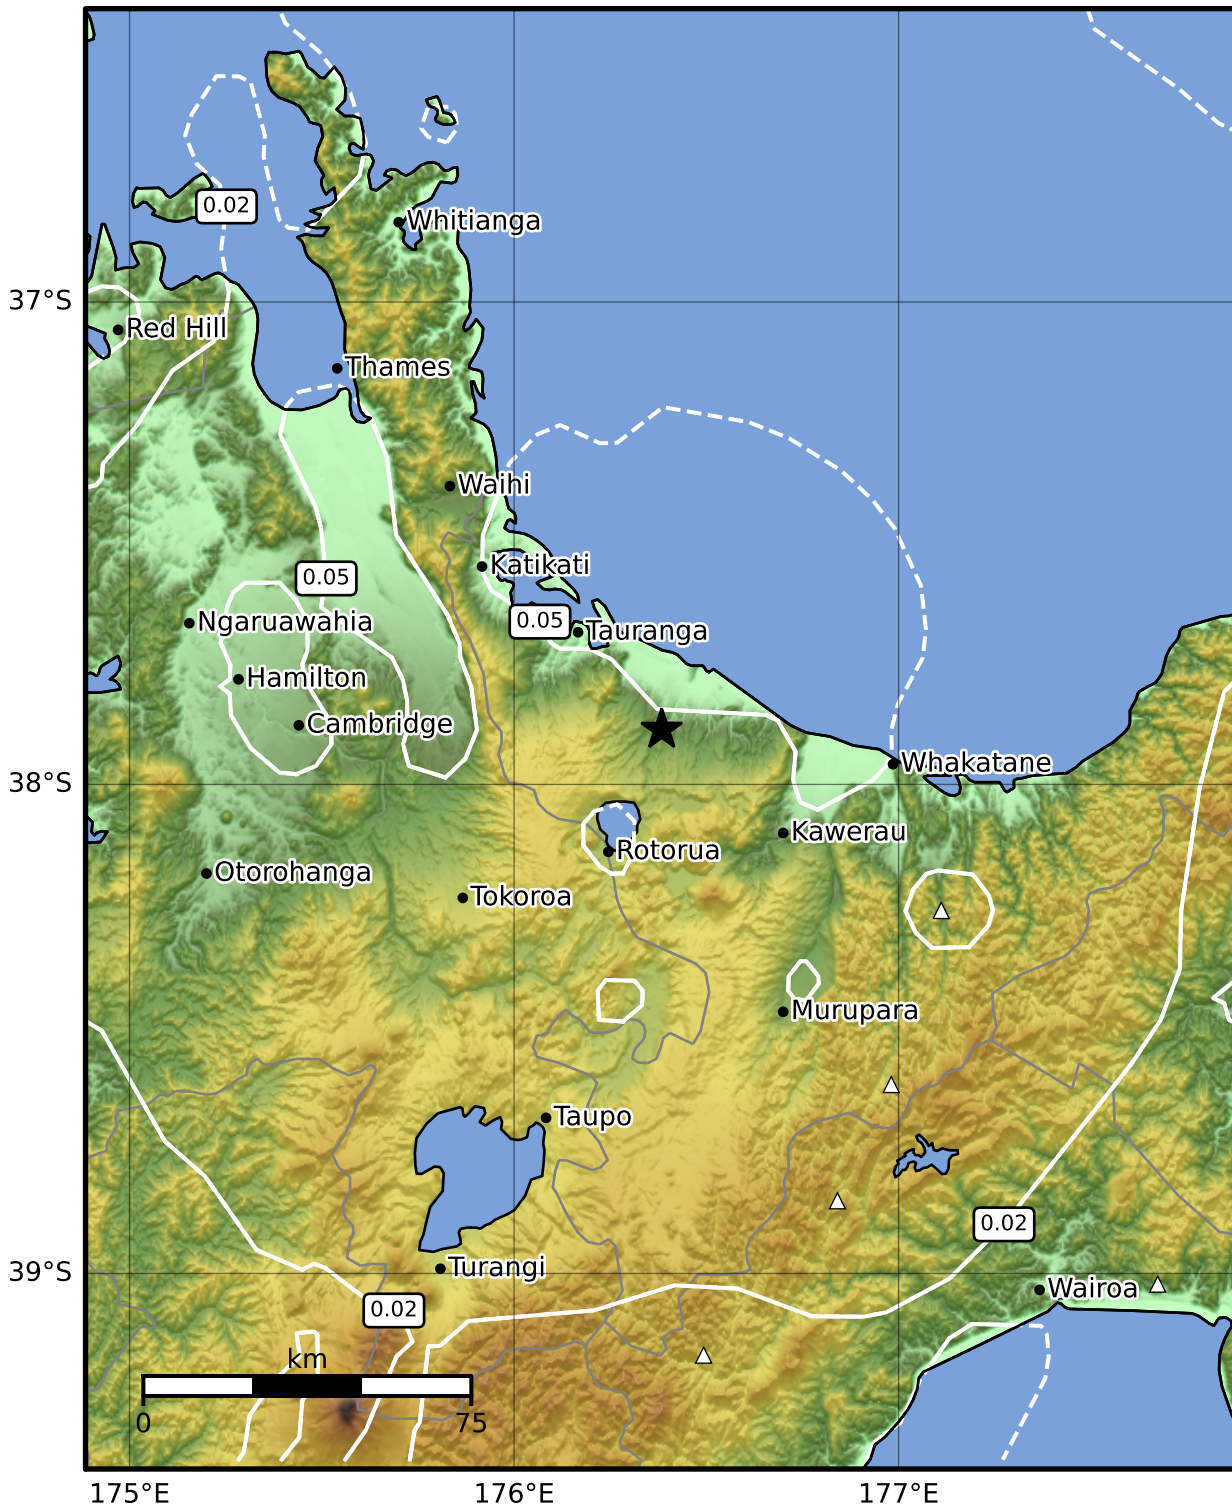 0.02
Whitianga
37°S
Red Hill
Thames
Waihi
Katikati
0.05
Ngaruawahia
0.05
Tauranga
Hamilton
Cambridge
Whakatane
38°S
Kawerau
Rotorua
Otorohanga
Tokoroa
Murupara
Taupo
0.02
39°S
Turangi
Wairoa
0.02
km
0
75
175°E
176°E
177°E